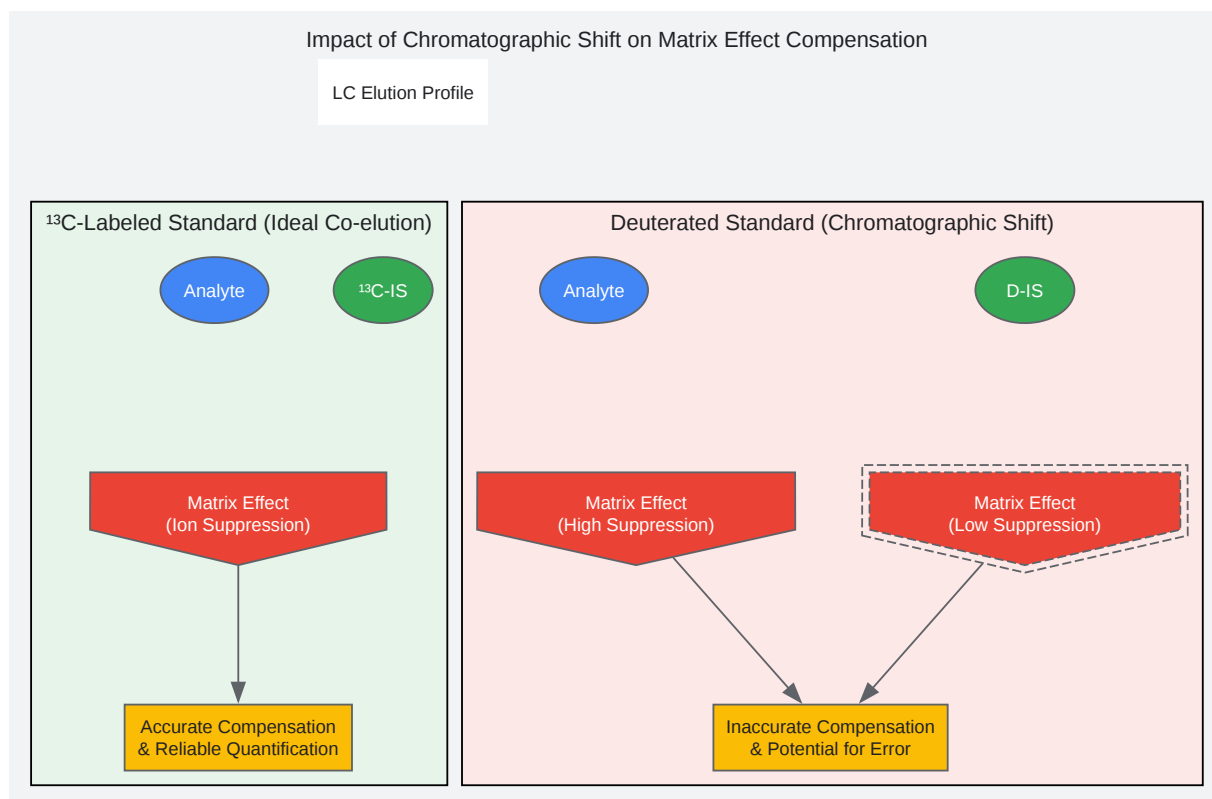 Impact of Chromatographic Shift on Matrix Effect Compensation
LC Elution Profile
¹³C-Labeled Standard (Ideal Co-elution)
Analyte
¹³C-IS
Matrix Effect
(Ion Suppression)
Accurate Compensation
& Reliable Quantification
Deuterated Standard (Chromatographic Shift)
Analyte
D-IS
Matrix Effect
(High Suppression)
Matrix Effect
(Low Suppression)
Inaccurate Compensation
& Potential for Error